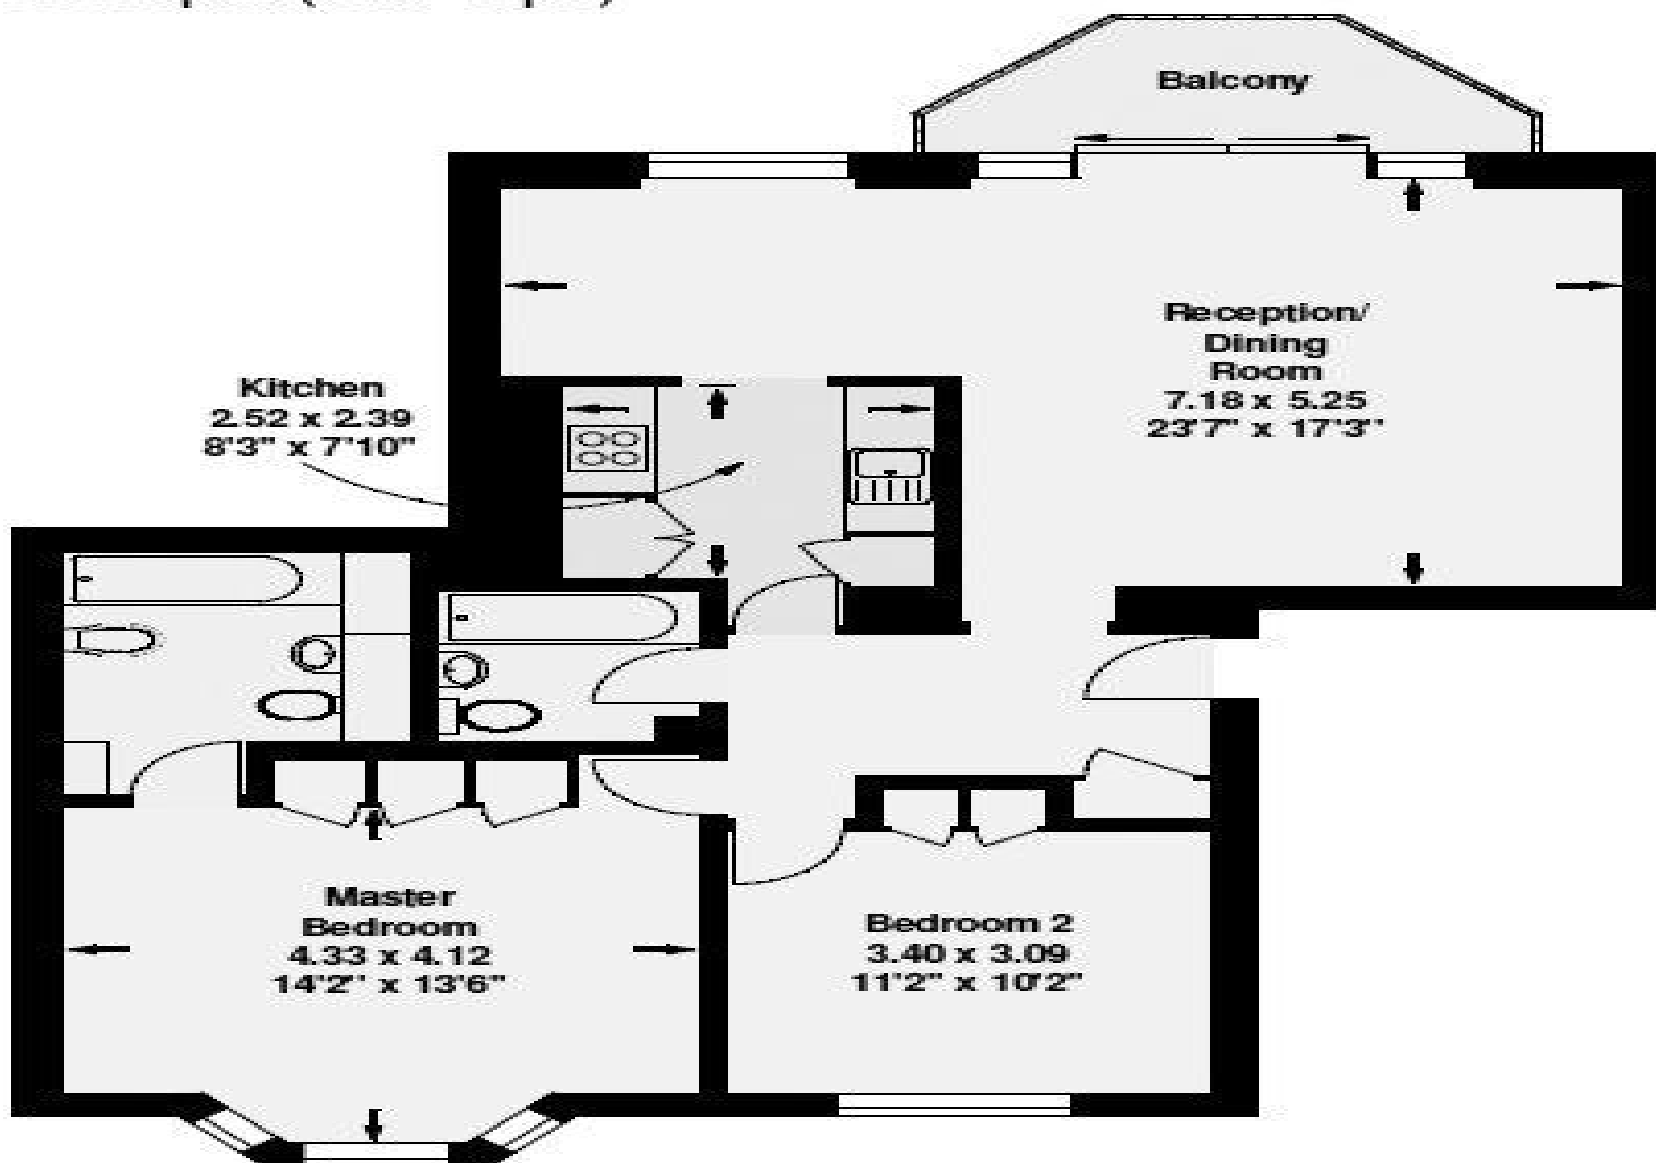 Balcony
Reception/
Dining
Room
7.18 x 5.25
23'7" x 17'3"
Kitchen
2.52 x 2.39
8'3" x 7'10"
Master
Bedroom
4.33 x 4.12
14'2" x 13'6"
Bedroom 2
3.40 x 3.09
11'2" x 10'2"